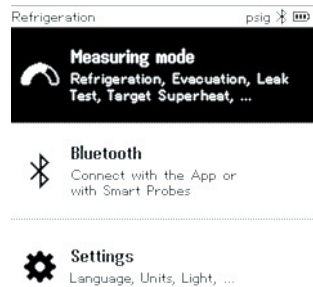 Refrigeration psig
Measuring mode
Refrigeration, Evacuation, Leak
Test, Target Superheat, ...
Bluetooth
Connect with the App or
with Smart Probes
Settings
Language, Units, Light, ...